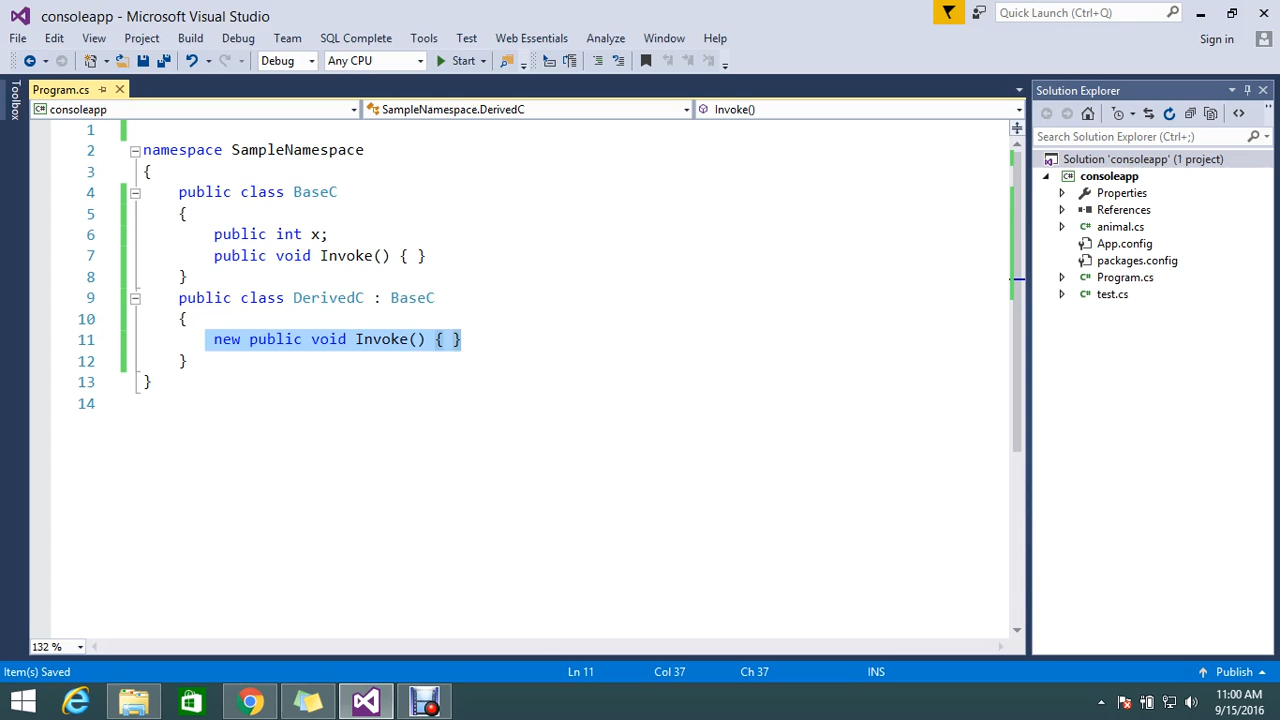 consoleapp - Microsoft Visual Studio
Quick Launch (Ctrl+Q)
File Edit View Project Build Debug Team SQL Complete Tools Test Web Essentials Analyze Window Help
Sign in
Debug Any CPU Start
Toolbox
Program.cs
consoleapp SampleNamespace.DerivedC Invoke()
1
2 namespace SampleNamespace
3 {
4 public class BaseC
5 {
6 public int x;
7 public void Invoke() { }
8 }
9 public class DerivedC : BaseC
10 {
11 new public void Invoke() { }
12 }
13 }
14
132 %
Solution Explorer
Search Solution Explorer (Ctrl+;)
Solution 'consoleapp' (1 project)
consoleapp
Properties
References
animal.cs
App.config
packages.config
Program.cs
test.cs
Item(s) Saved Ln 11 Col 37 Ch 37 INS Publish
11:00 AM
9/15/2016